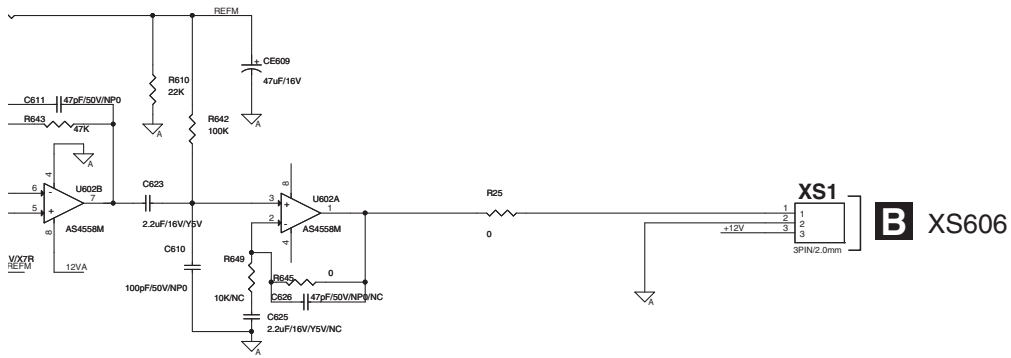 REFM
CE609
47uF/16V
R610
22K
C611 47pF/50V/NP0
R643
47K
R642
100K
A
A
A
4
U602B
6 -
7
5 +
8
AS4558M
C623
2.2uF/16V/Y5V
8
U602A
3 +
1
2 -
4
AS4558M
R25
0
XS1
1 1
2 2
+12V 3 3
3PIN/2.0mm
B XS606
V/X7R
REFM
12VA
C610
100pF/50V/NP0
R649
10K/NC
R645 0
C626 47pF/50V/NP0/NC
C625
2.2uF/16V/Y5V/NC
A
A